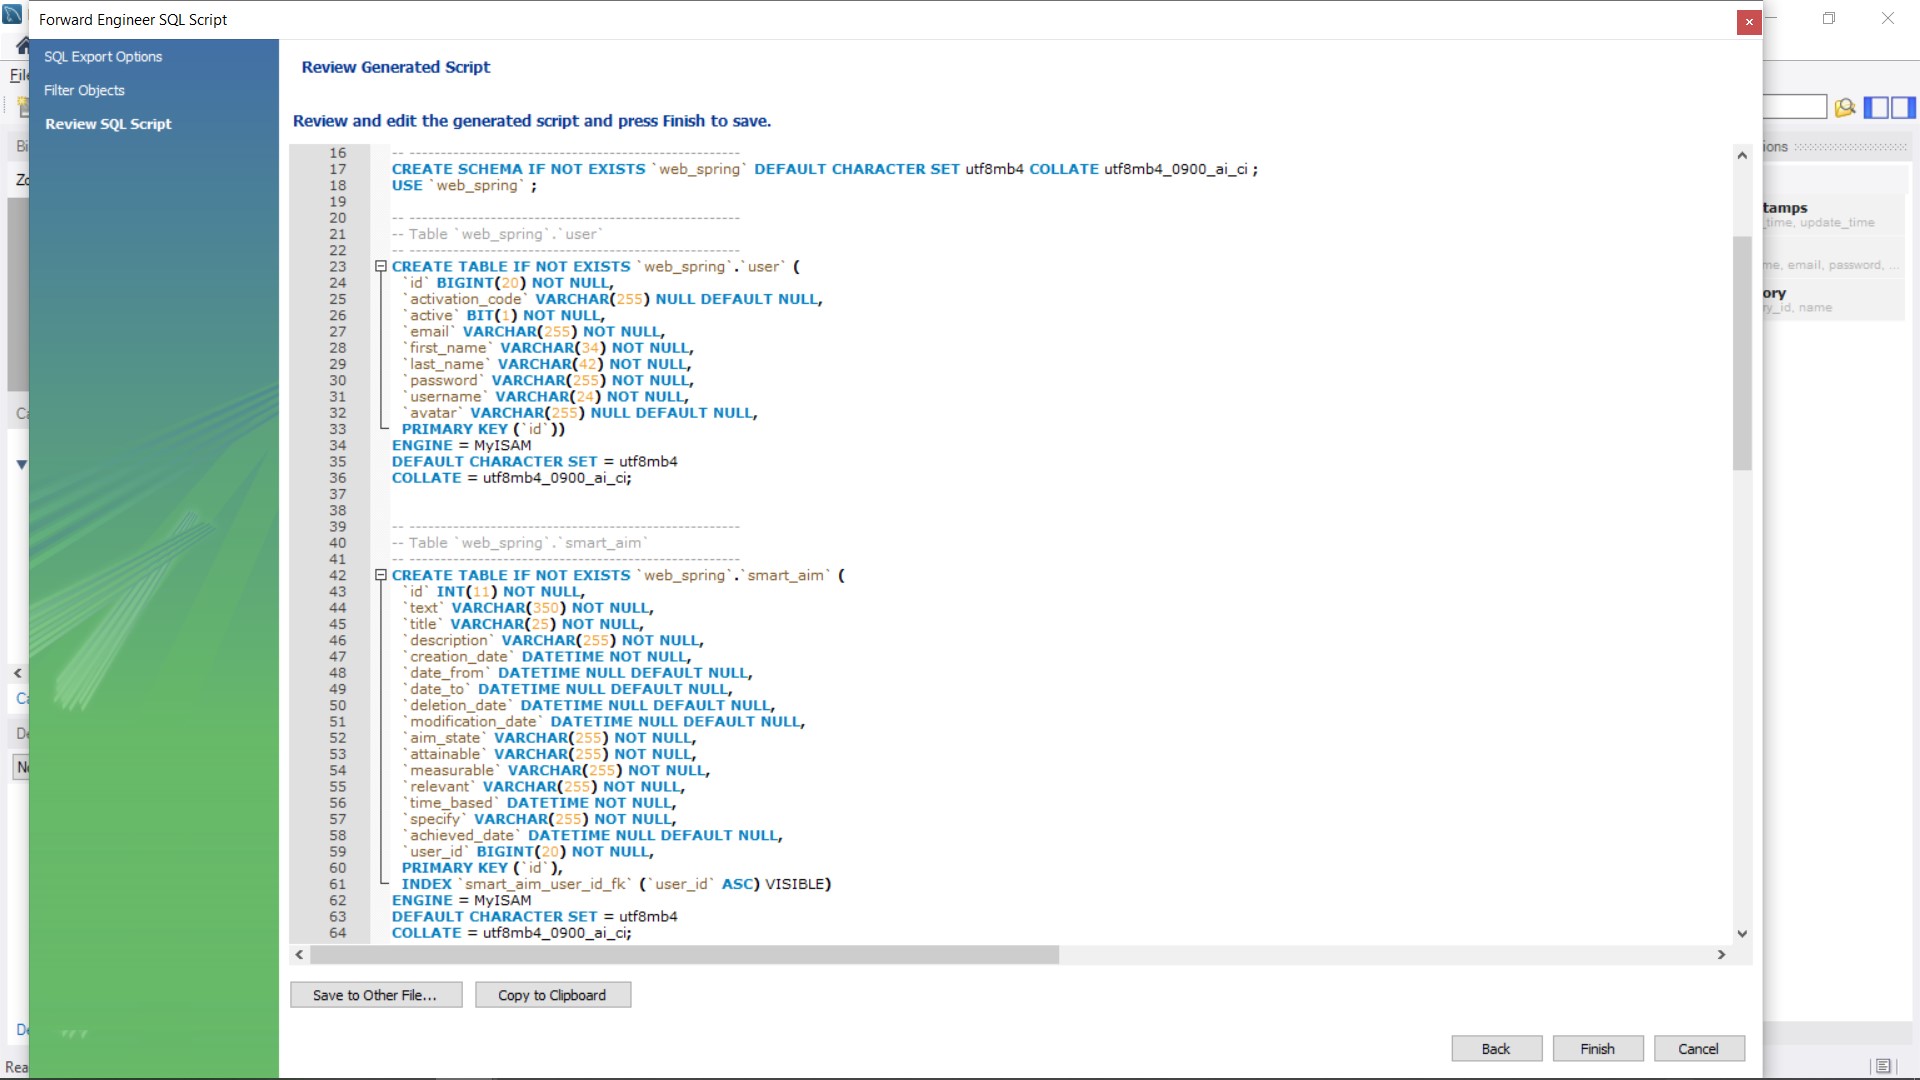 Forward Engineer SQL Script
SQL Export Options
Filter Objects
Review SQL Script
Review Generated Script
Review and edit the generated script and press Finish to save.
16 -- -----------------------------------------------------
17 CREATE SCHEMA IF NOT EXISTS `web_spring` DEFAULT CHARACTER SET utf8mb4 COLLATE utf8mb4_0900_ai_ci ;
18 USE `web_spring` ;
19
20 -- -----------------------------------------------------
21 -- Table `web_spring`.`user`
22 -- -----------------------------------------------------
23 CREATE TABLE IF NOT EXISTS `web_spring`.`user` (
24 `id` BIGINT(20) NOT NULL,
25 `activation_code` VARCHAR(255) NULL DEFAULT NULL,
26 `active` BIT(1) NOT NULL,
27 `email` VARCHAR(255) NOT NULL,
28 `first_name` VARCHAR(34) NOT NULL,
29 `last_name` VARCHAR(42) NOT NULL,
30 `password` VARCHAR(255) NOT NULL,
31 `username` VARCHAR(24) NOT NULL,
32 `avatar` VARCHAR(255) NULL DEFAULT NULL,
33 PRIMARY KEY (`id`))
34 ENGINE = MyISAM
35 DEFAULT CHARACTER SET = utf8mb4
36 COLLATE = utf8mb4_0900_ai_ci;
37
38
39 -- -----------------------------------------------------
40 -- Table `web_spring`.`smart_aim`
41 -- -----------------------------------------------------
42 CREATE TABLE IF NOT EXISTS `web_spring`.`smart_aim` (
43 `id` INT(11) NOT NULL,
44 `text` VARCHAR(350) NOT NULL,
45 `title` VARCHAR(25) NOT NULL,
46 `description` VARCHAR(255) NOT NULL,
47 `creation_date` DATETIME NOT NULL,
48 `date_from` DATETIME NULL DEFAULT NULL,
49 `date_to` DATETIME NULL DEFAULT NULL,
50 `deletion_date` DATETIME NULL DEFAULT NULL,
51 `modification_date` DATETIME NULL DEFAULT NULL,
52 `aim_state` VARCHAR(255) NOT NULL,
53 `attainable` VARCHAR(255) NOT NULL,
54 `measurable` VARCHAR(255) NOT NULL,
55 `relevant` VARCHAR(255) NOT NULL,
56 `time_based` DATETIME NOT NULL,
57 `specify` VARCHAR(255) NOT NULL,
58 `achieved_date` DATETIME NULL DEFAULT NULL,
59 `user_id` BIGINT(20) NOT NULL,
60 PRIMARY KEY (`id`),
61 INDEX `smart_aim_user_id_fk` (`user_id` ASC) VISIBLE)
62 ENGINE = MyISAM
63 DEFAULT CHARACTER SET = utf8mb4
64 COLLATE = utf8mb4_0900_ai_ci;
Save to Other File...
Copy to Clipboard
Back
Finish
Cancel
File
Bi
Zo
Ca
Ca
De
De
Rea
ions
tamps
time, update_time
me, email, password, ...
ory
ry_id, name